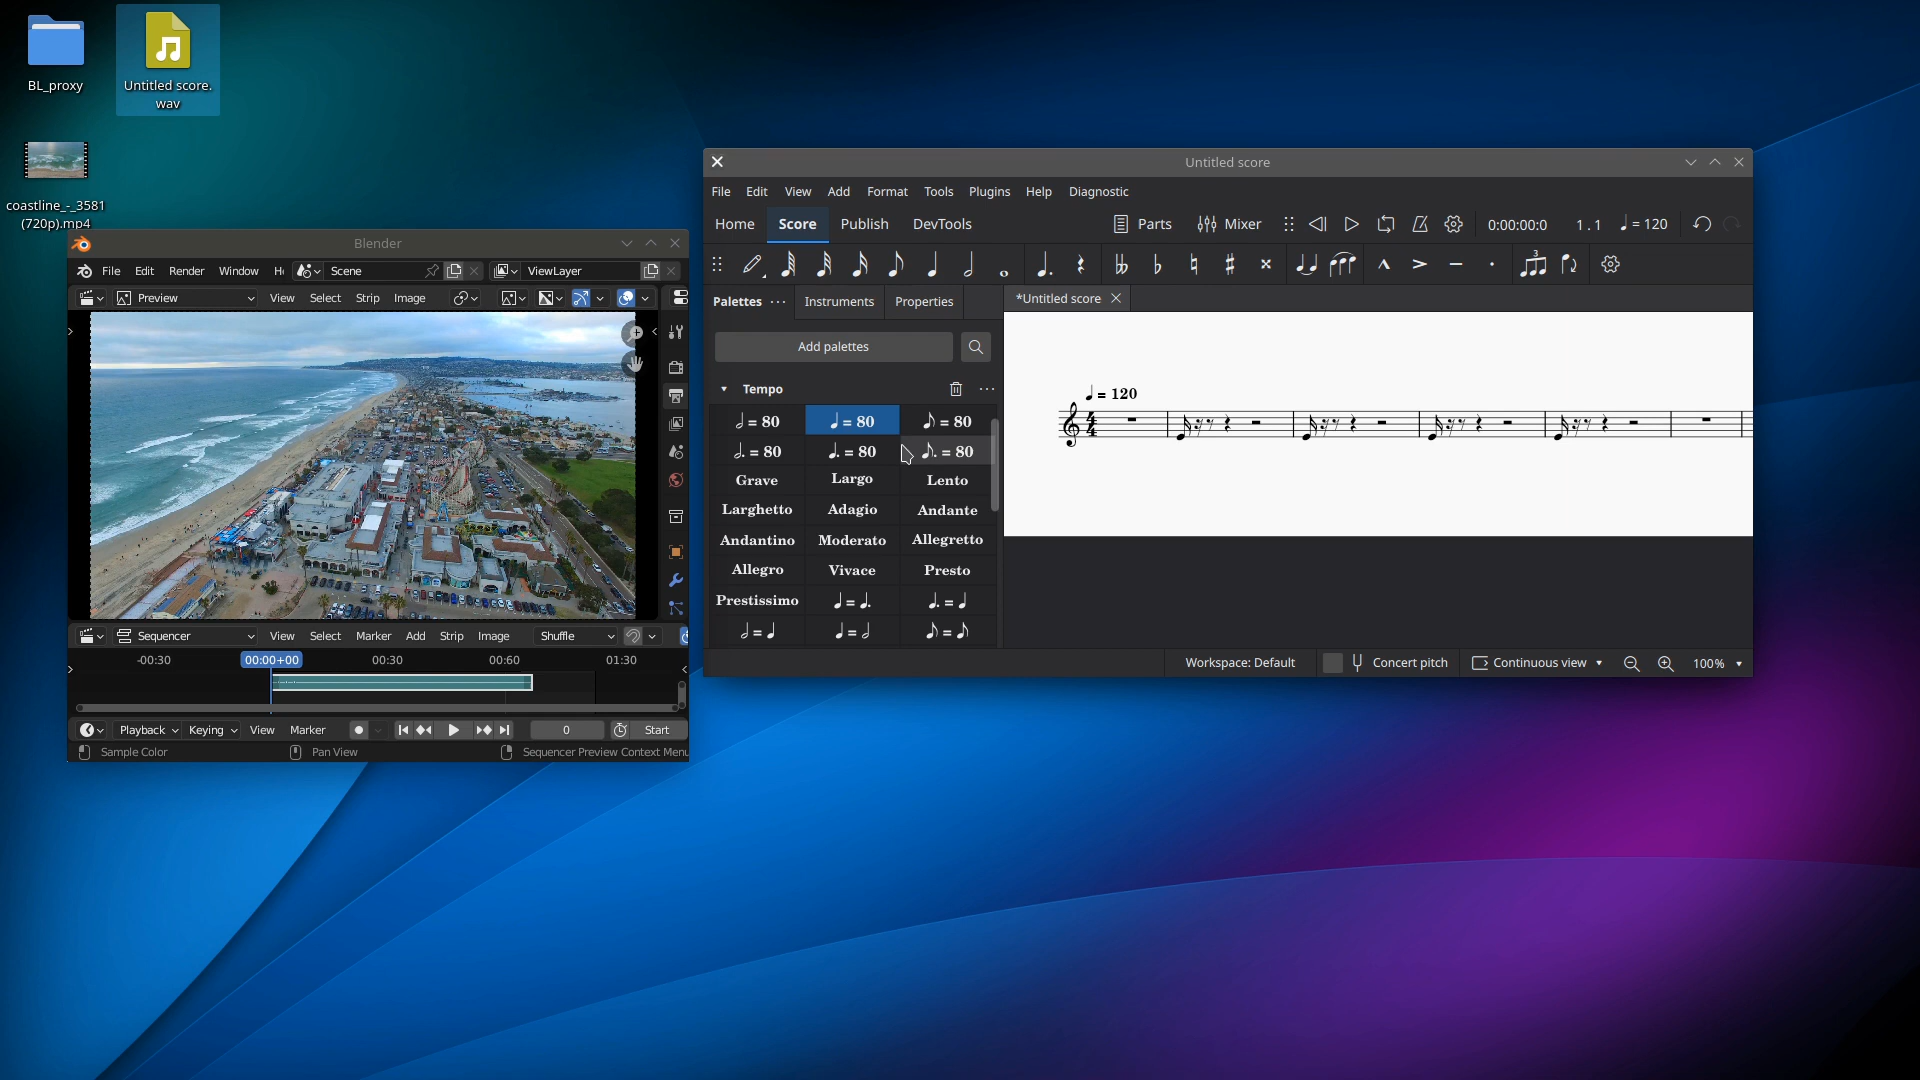 BL_proxy
Untitled score.
wav
coastline_-_3581
(720p).mp4
Blender
File Edit Render Window H Scene ViewLayer
Preview View Select Strip Image
Sequencer View Select Marker Add Strip Image Shuffle
-00:30 00:00+00 00:30 00:60 01:30
Playback Keying View Marker 0 Start
Sample Color Pan View Sequencer Preview Context Menu
Untitled score
File Edit View Add Format Tools Plugins Help Diagnostic
Home Score Publish DevTools Parts Mixer 0:00:00:0 1 . 1 = 120
3
Palettes Instruments Properties *Untitled score
Add palettes
Tempo
= 80 = 80 = 80
= 80 = 80 = 80
Grave Largo Lento
Larghetto Adagio Andante
Andantino Moderato Allegretto
Allegro Vivace Presto
Prestissimo = =
= = =
= 120
4
4
Workspace: Default Concert pitch Continuous view 100%